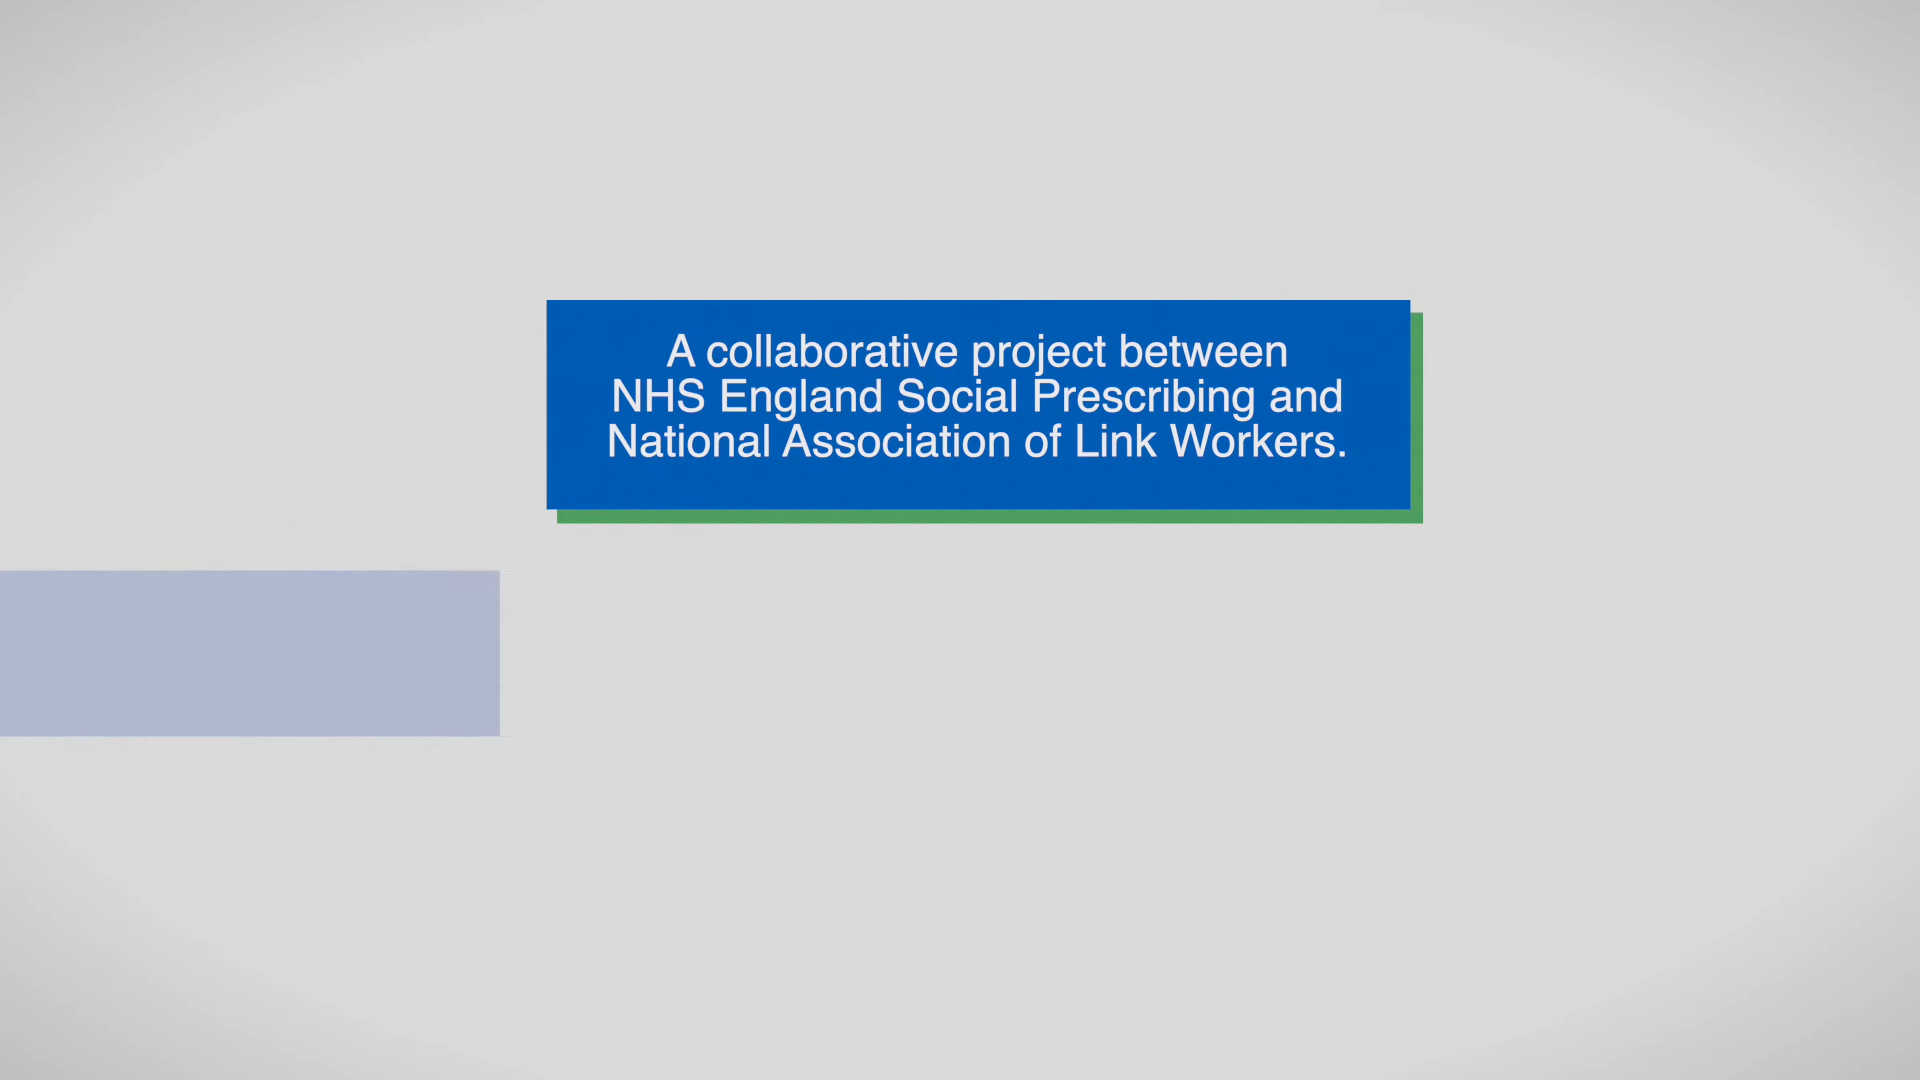 A collaborative project between
NHS England Social Prescribing and
National Association of Link Workers.